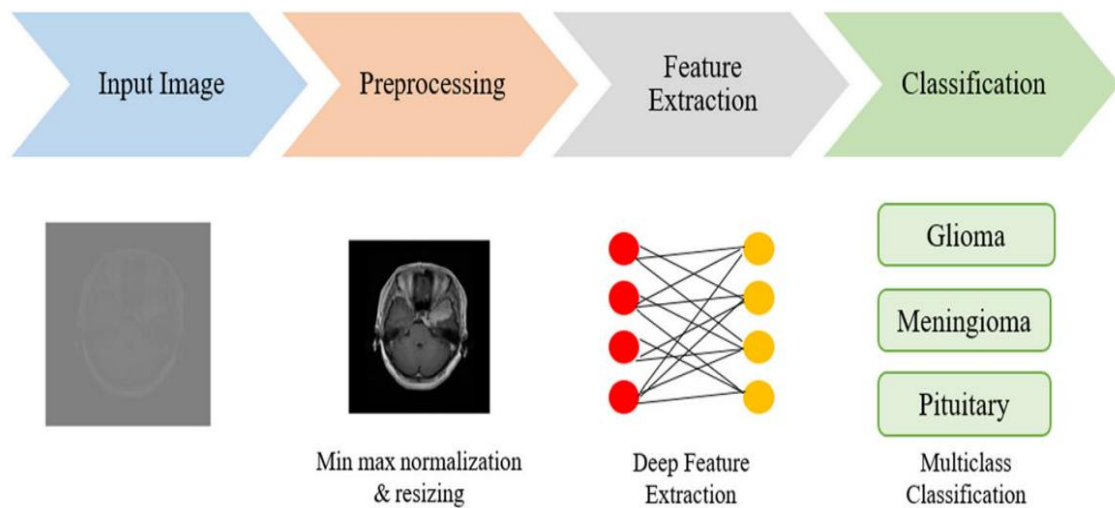 Input Image
Preprocessing
Feature
Extraction
Classification
Glioma
Meningioma
Pituitary
Min max normalization
& resizing
Deep Feature
Extraction
Multiclass
Classification